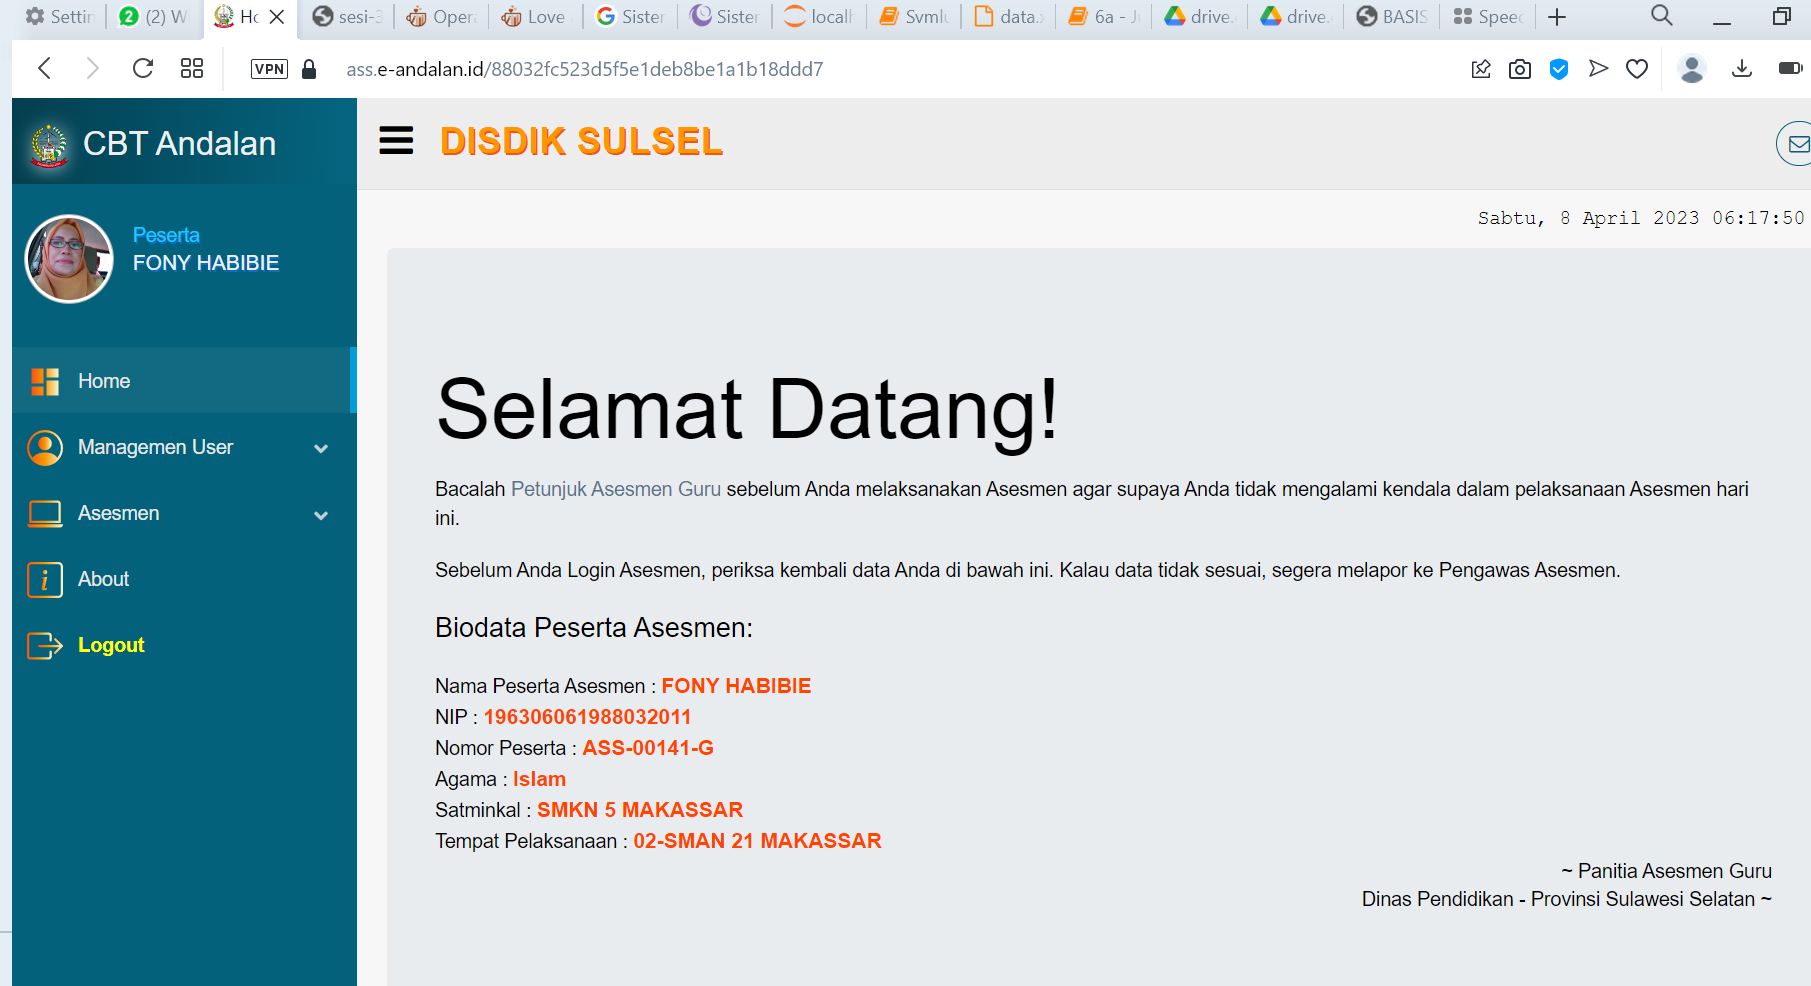 Settin
(2) W
Ho
sesi-3
Opera
Love
Sister
Sister
localh
Svmlu
data.x
6a - Ju
drive.
drive.
BASIS
Speed
VPN
ass.e-andalan.id/88032fc523d5f5e1deb8be1a1b18ddd7
CBT Andalan
DISDIK SULSEL
Sabtu, 8 April 2023 06:17:50
Peserta
FONY HABIBIE
Home
Managemen User
Asesmen
About
Logout
Selamat Datang!
Bacalah Petunjuk Asesmen Guru sebelum Anda melaksanakan Asesmen agar supaya Anda tidak mengalami kendala dalam pelaksanaan Asesmen hari
ini.
Sebelum Anda Login Asesmen, periksa kembali data Anda di bawah ini. Kalau data tidak sesuai, segera melapor ke Pengawas Asesmen.
Biodata Peserta Asesmen:
Nama Peserta Asesmen : FONY HABIBIE
NIP : 196306061988032011
Nomor Peserta : ASS-00141-G
Agama : Islam
Satminkal : SMKN 5 MAKASSAR
Tempat Pelaksanaan : 02-SMAN 21 MAKASSAR
~ Panitia Asesmen Guru
Dinas Pendidikan - Provinsi Sulawesi Selatan ~